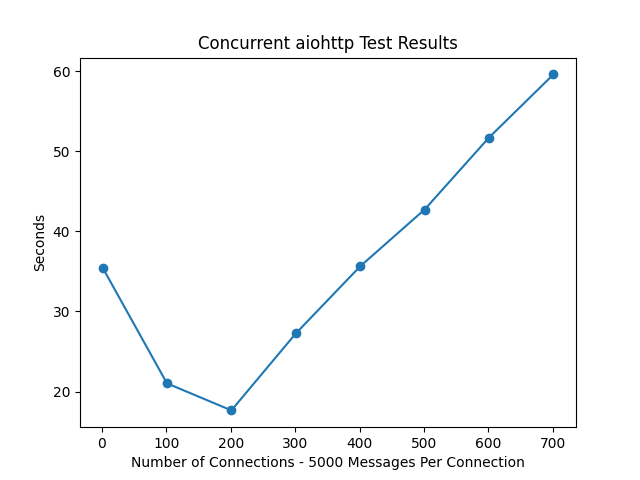 Concurrent aiohttp Test Results
60
50
40
30
20
Seconds
0 100 200 300 400 500 600 700
Number of Connections - 5000 Messages Per Connection